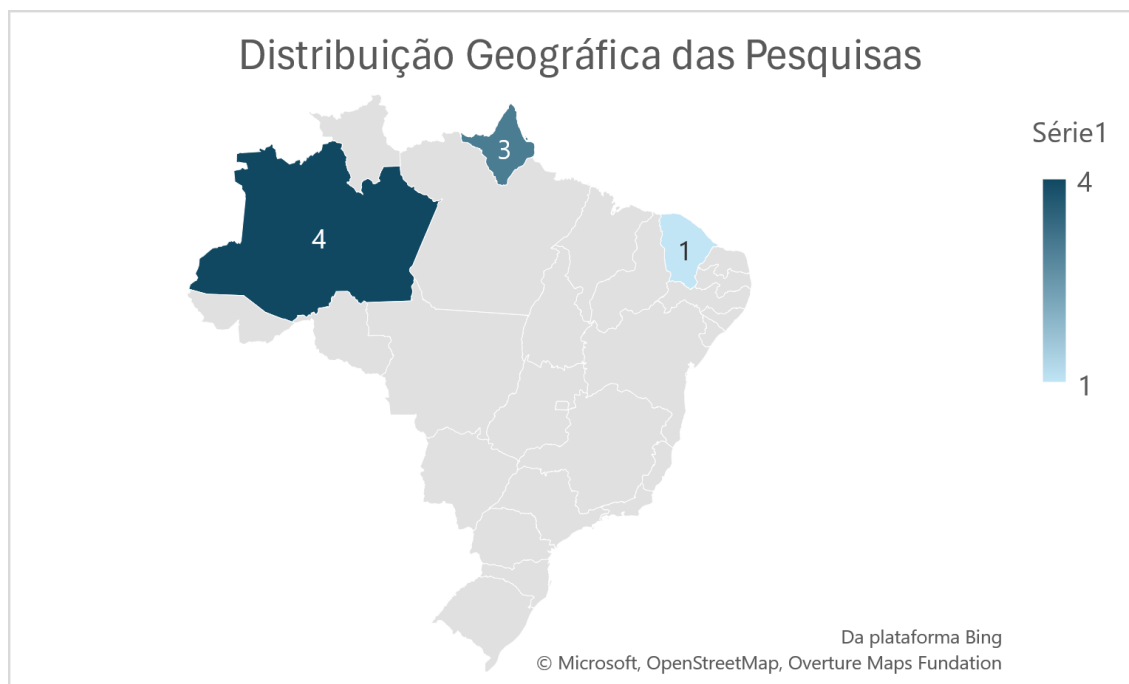 Distribuição Geográfica das Pesquisas
Série1
4
1
3
4
1
Da plataforma Bing
© Microsoft, OpenStreetMap, Overture Maps Fundation